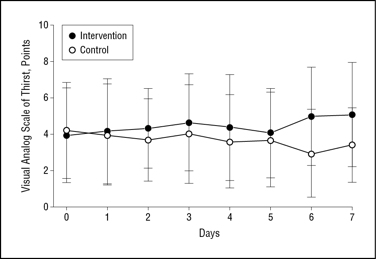 10
8
6
4
2
0
Visual Analog Scale of Thirst, Points
Intervention
Control
0 1 2 3 4 5 6 7
Days